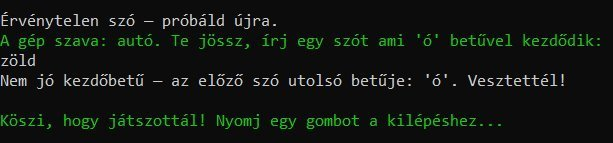 Érvénytelen szó – próbáld újra.
A gép szava: autó. Te jössz, írj egy szót ami 'ó' betűvel kezdődik:
zöld
Nem jó kezdőbetű – az előző szó utolsó betűje: 'ó'. Vesztettél!
Köszi, hogy játszottál! Nyomj egy gombot a kilépéshez...